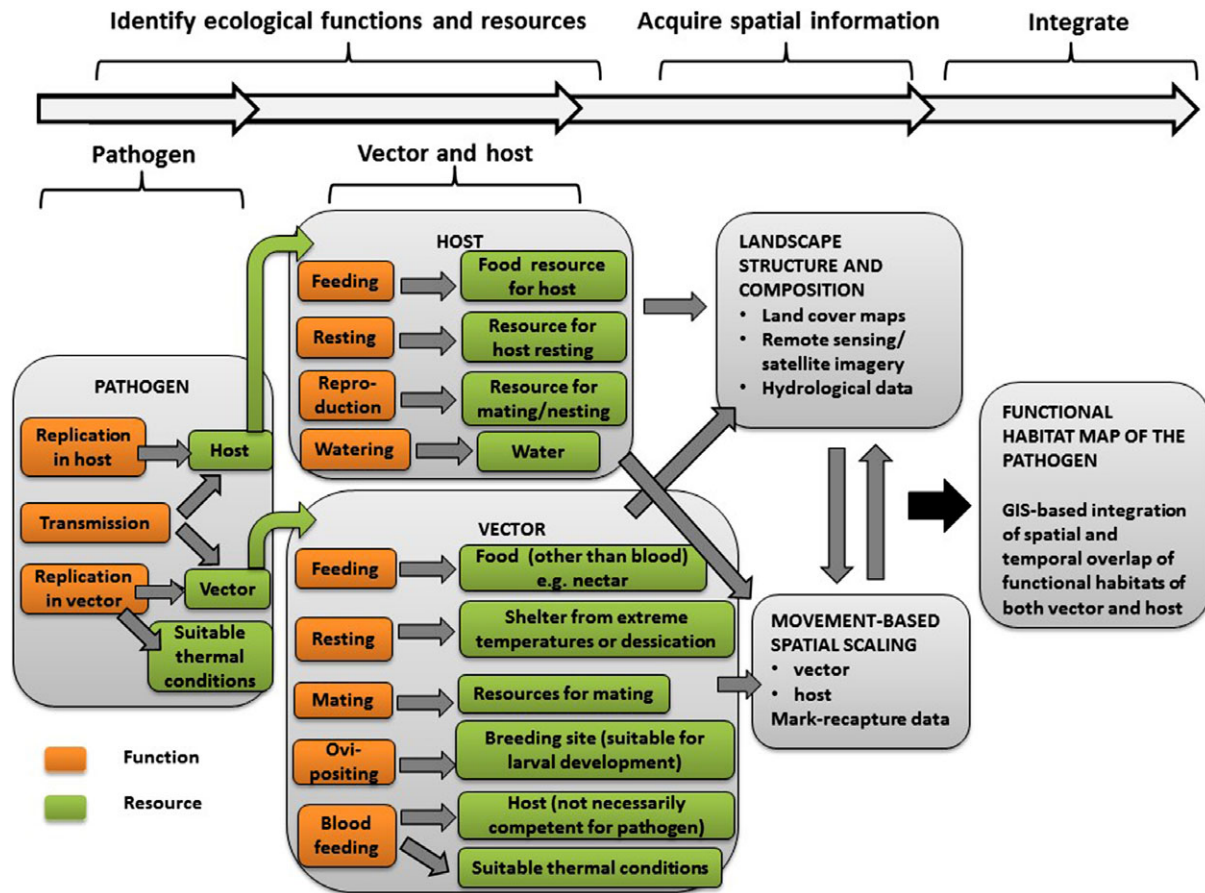 Identify ecological functions and resources
Acquire spatial information
Integrate
Pathogen
Vector and host
PATHOGEN
Replication
in host
Host
Transmission
Replication
in vector
Vector
Suitable
thermal
conditions
HOST
Feeding
Food resource
for host
Resting
Resource for
host resting
Repro-
duction
Resource for
mating/nesting
Watering
Water
VECTOR
Feeding
Food (other than blood)
e.g. nectar
Resting
Shelter from extreme
temperatures or dessication
Mating
Resources for mating
Ovi-
positing
Breeding site (suitable for
larval development)
Blood
feeding
Host (not necessarily
competent for pathogen)
Suitable thermal conditions
LANDSCAPE
STRUCTURE AND
COMPOSITION
• Land cover maps
• Remote sensing/
satellite imagery
• Hydrological data
MOVEMENT-BASED
SPATIAL SCALING
• vector
• host
Mark-recapture data
FUNCTIONAL
HABITAT MAP OF THE
PATHOGEN
GIS-based integration
of spatial and
temporal overlap of
functional habitats of
both vector and host
Function
Resource